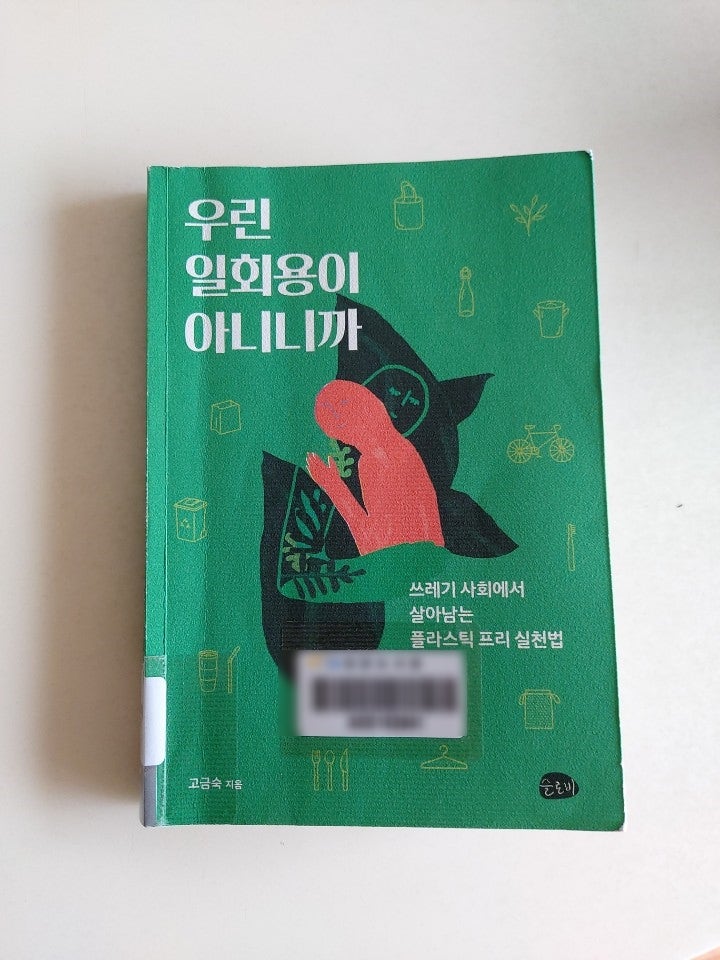 우린
일회용이
아니니까
쓰레기 사회에서
살아남는
플라스틱 프리 실천법
고금숙 지음
슬로비